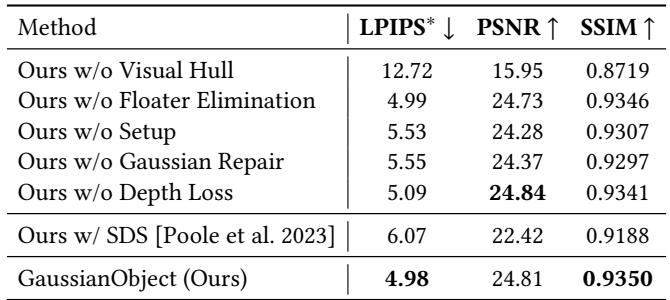 Method LPIPS* ↓ PSNR ↑ SSIM ↑
Ours w/o Visual Hull 12.72 15.95 0.8719
Ours w/o Floater Elimination 4.99 24.73 0.9346
Ours w/o Setup 5.53 24.28 0.9307
Ours w/o Gaussian Repair 5.55 24.37 0.9297
Ours w/o Depth Loss 5.09 24.84 0.9341
Ours w/ SDS [Poole et al. 2023] 6.07 22.42 0.9188
GaussianObject (Ours) 4.98 24.81 0.9350